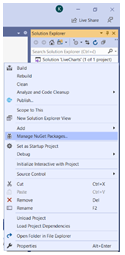 K
Live Share
Solution Explorer
Search Solution Explorer (Ctrl+;)
Solution 'LiveCharts' (1 of 1 project)
Build
Rebuild
Clean
Analyze and Code Cleanup
Publish...
Scope to This
New Solution Explorer View
Add
Manage NuGet Packages...
Set as Startup Project
Debug
Initialize Interactive with Project
Source Control
Cut Ctrl+X
Paste Ctrl+V
Remove Del
Rename F2
Unload Project
Load Project Dependencies
Open Folder in File Explorer
Properties Alt+Enter